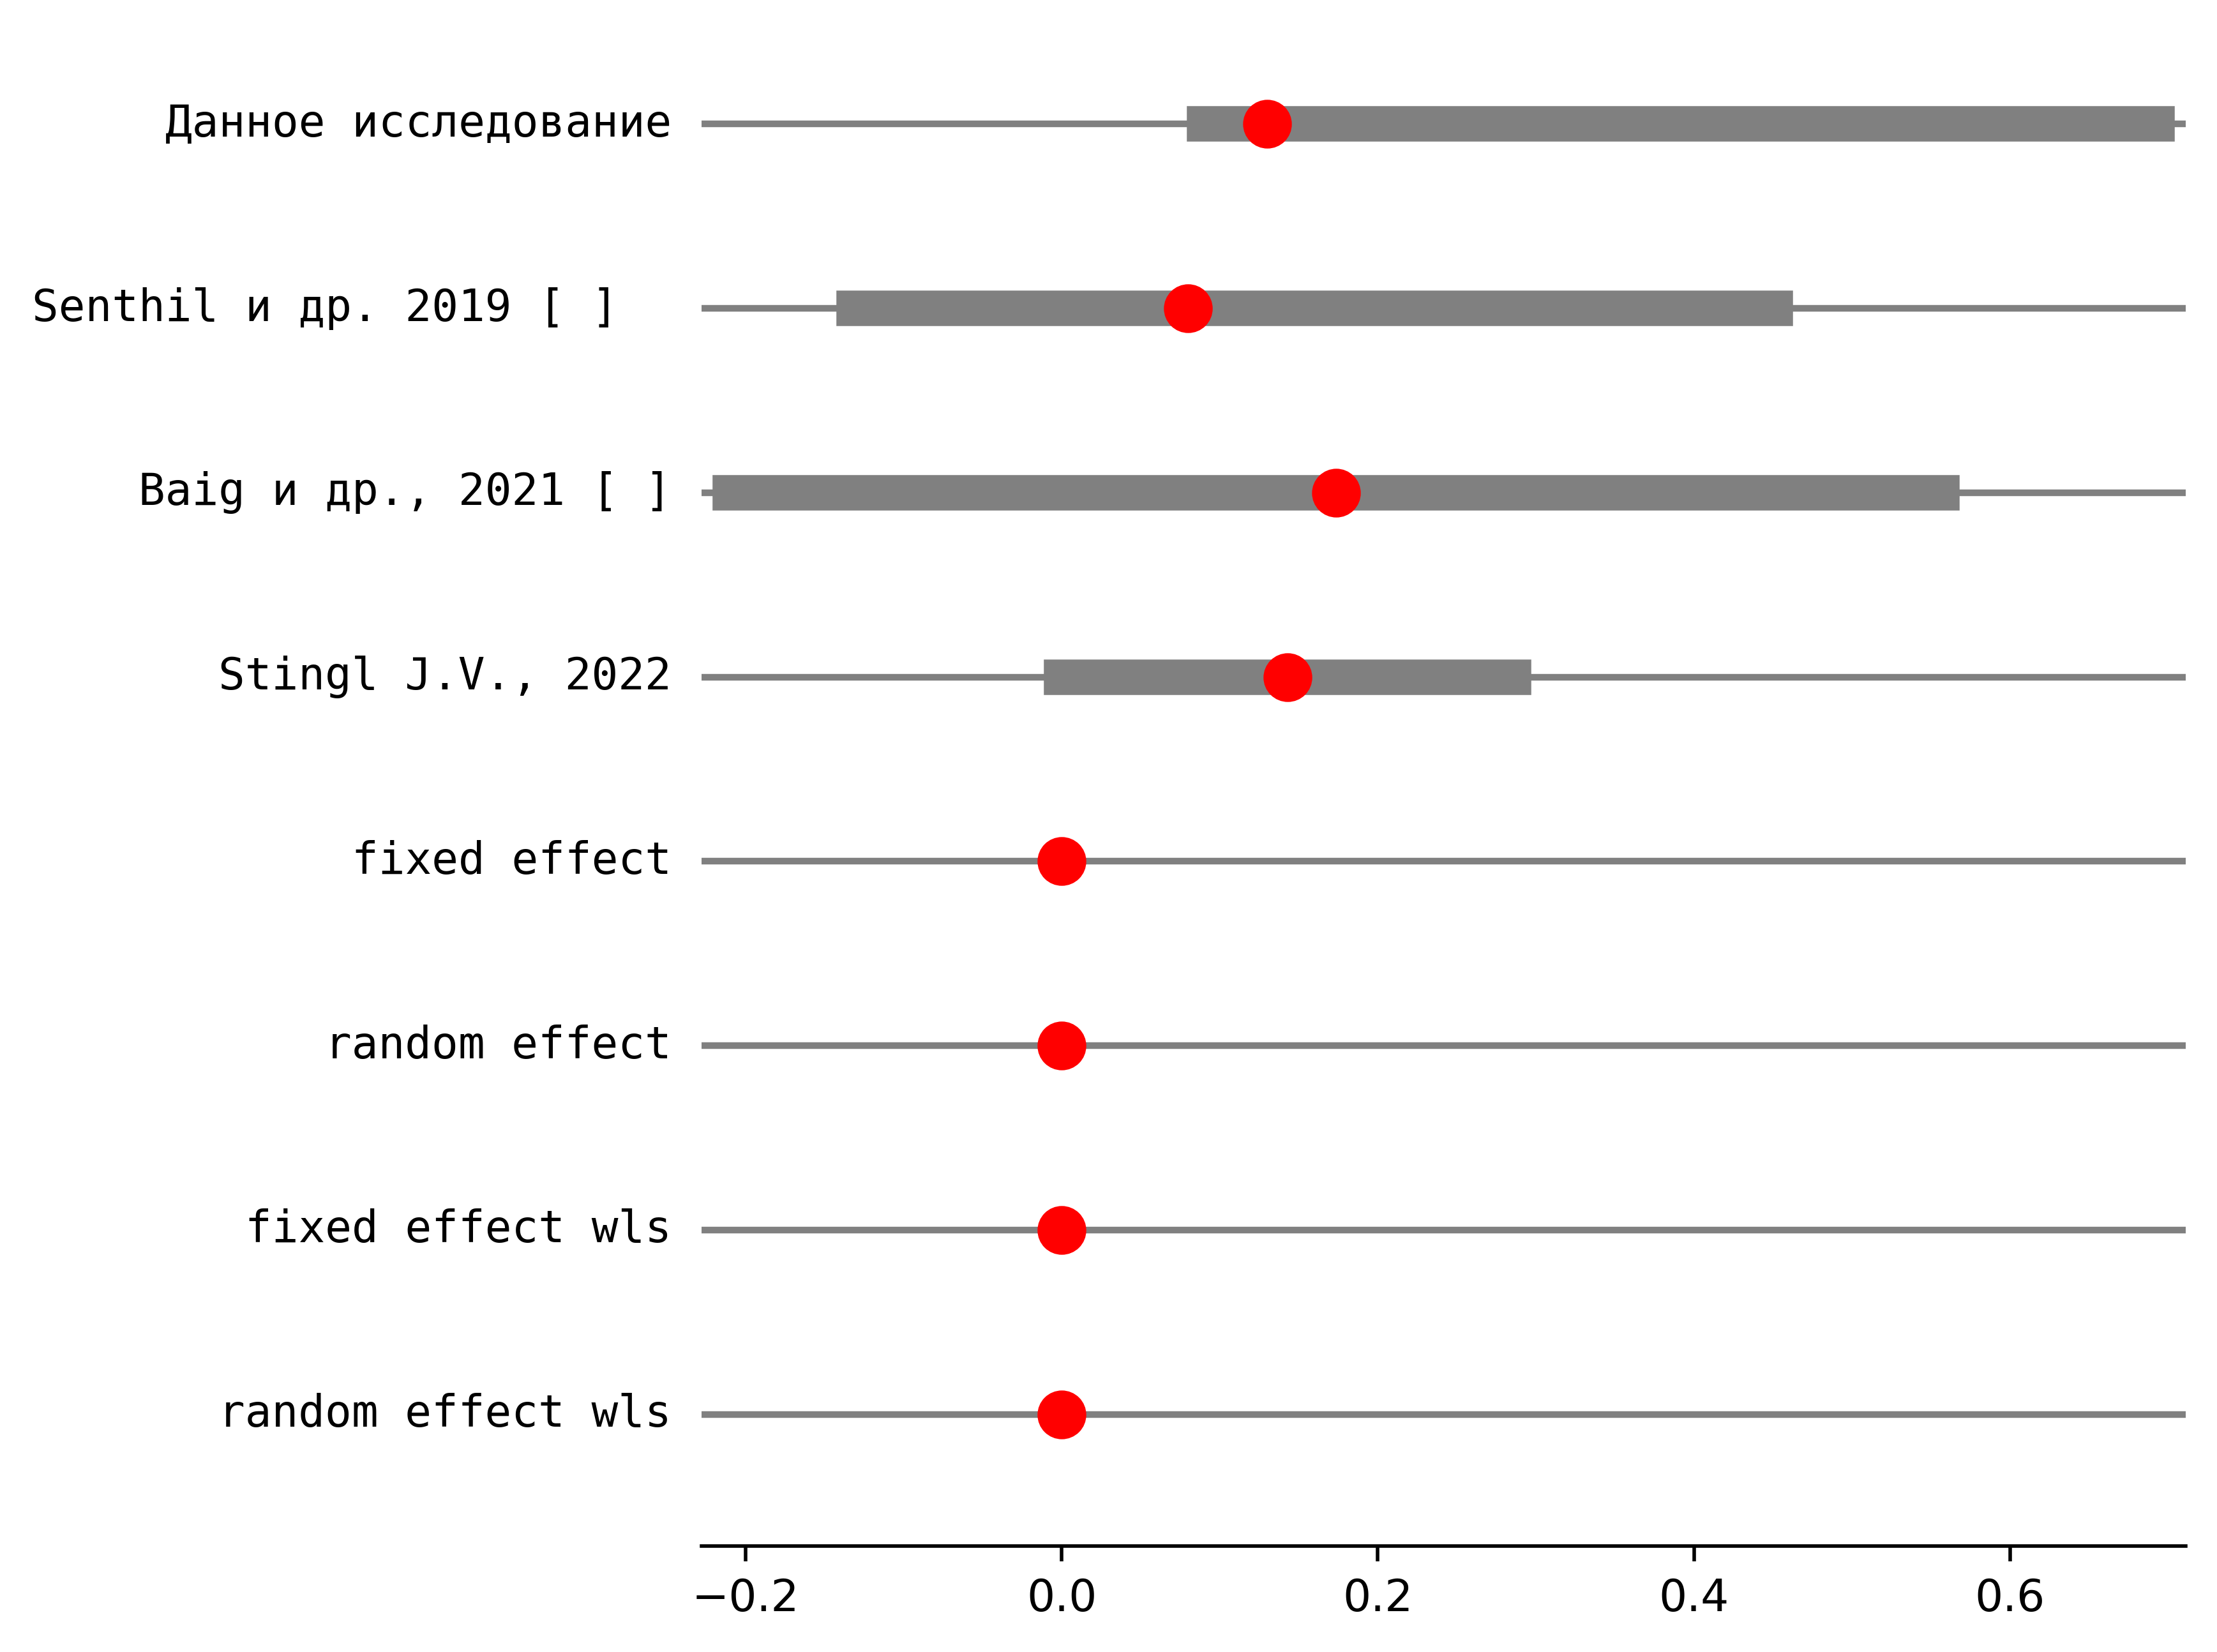 Данное исследование
Senthil и др. 2019 [ ]
Baig и др., 2021 [ ]
Stingl J.V., 2022
fixed effect
random effect
fixed effect wls
random effect wls
−0.2 0.0 0.2 0.4 0.6